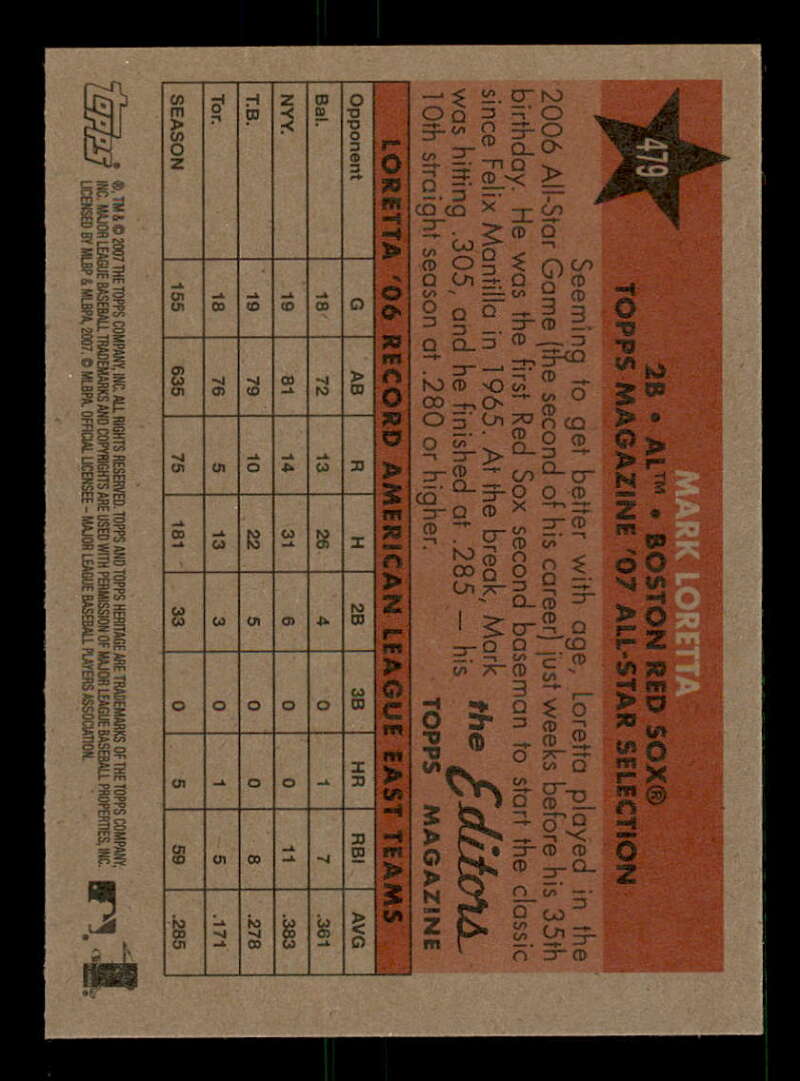 479
MARK LORETTA
2B • AL™ • BOSTON RED SOX®
TOPPS MAGAZINE '07 ALL-STAR SELECTION
Seeming to get better with age, Loretta played in the
2006 All-Star Game (the second of his career) just weeks before his 35th
birthday. He was the first Red Sox second baseman to start the classic
since Felix Mantilla in 1965. At the break, Mark
was hitting .305, and he finished at .285 — his
10th straight season at .280 or higher.
the Editors
TOPPS MAGAZINE
LORETTA '06 RECORD AMERICAN LEAGUE EAST TEAMS
Opponent G AB R H 2B 3B HR RBI AVG
Bal. 18 72 13 26 4 0 1 7 .361
NYY. 19 81 14 31 6 0 0 11 .383
T.B. 19 79 10 22 5 0 0 8 .278
Tor. 18 76 5 13 3 0 1 5 .171
SEASON 155 635 75 181 33 0 5 59 .285
topps®
®, TM & © 2007 THE TOPPS COMPANY, INC. ALL RIGHTS RESERVED. TOPPS AND TOPPS HERITAGE ARE TRADEMARKS OF THE TOPPS COMPANY,
INC. MAJOR LEAGUE BASEBALL TRADEMARKS AND COPYRIGHTS ARE USED WITH PERMISSION OF MAJOR LEAGUE BASEBALL PROPERTIES, INC.
LICENSED BY MLBP & MLBPA, 2007. © MLBPA. OFFICIAL LICENSEE – MAJOR LEAGUE BASEBALL PLAYERS ASSOCIATION.